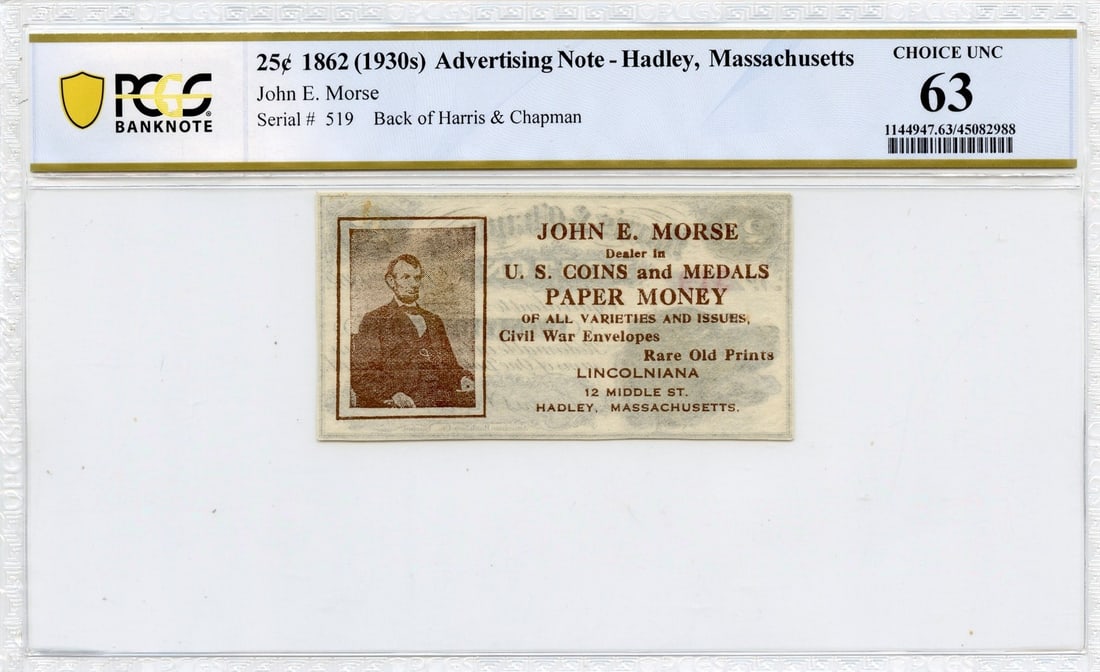 PCGS
BANKNOTE
25¢ 1862 (1930s) Advertising Note - Hadley, Massachusetts
John E. Morse
Serial # 519 Back of Harris & Chapman
CHOICE UNC
63
1144947.63/45082988
JOHN E. MORSE
Dealer in
U. S. COINS and MEDALS
PAPER MONEY
OF ALL VARIETIES AND ISSUES,
Civil War Envelopes
Rare Old Prints
LINCOLNIANA
12 MIDDLE ST.
HADLEY, MASSACHUSETTS.